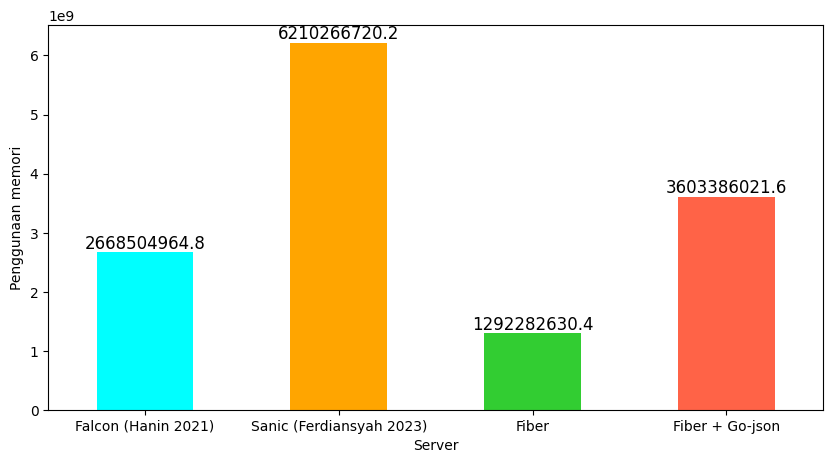 1e9
6210266720.2
6
5
4
3603386021.6
3
2668504964.8
2
1292282630.4
1
0
Penggunaan memori
Falcon (Hanin 2021) Sanic (Ferdiansyah 2023) Fiber Fiber + Go-json
Server